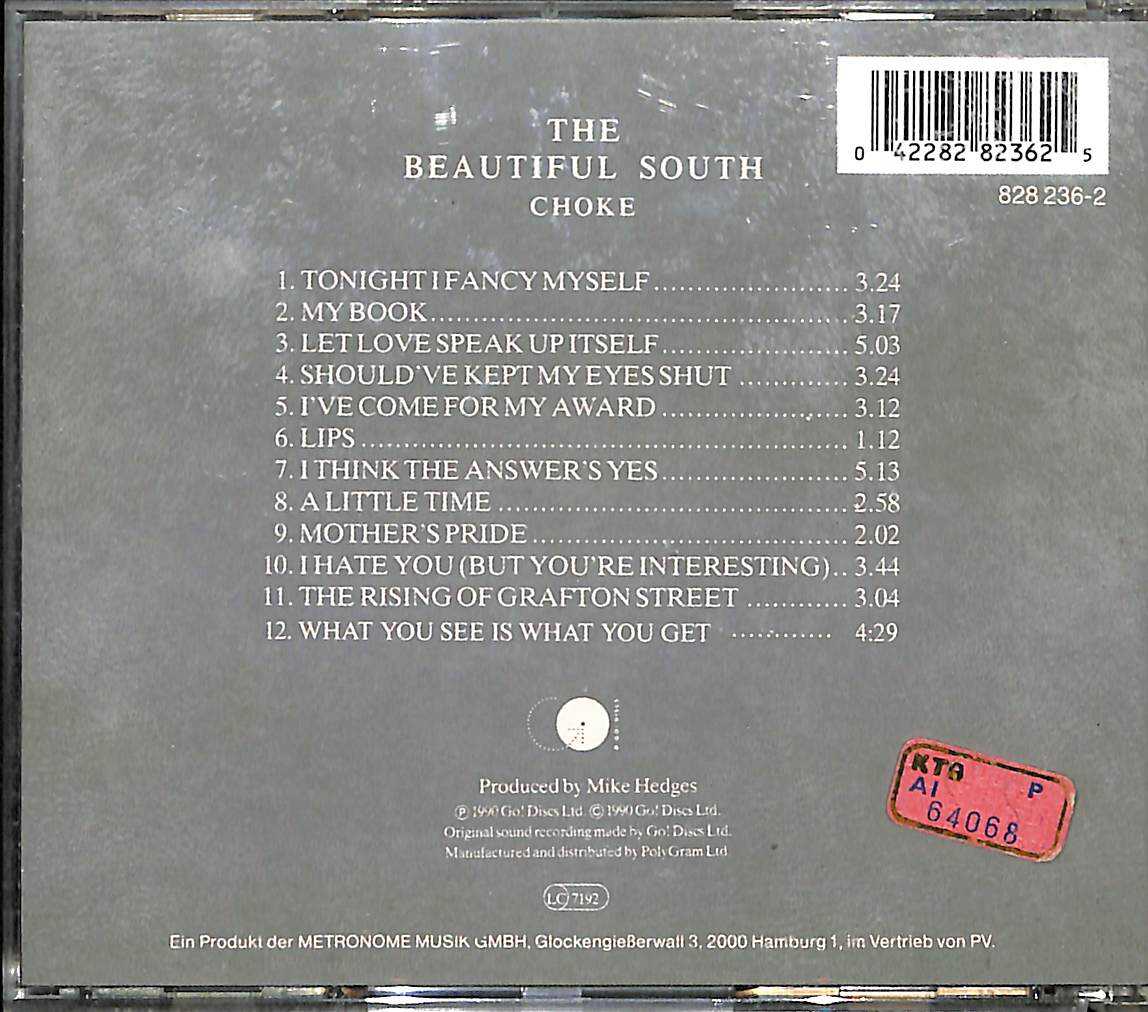 0 42282 82362 5
828 236-2
THE
BEAUTIFUL SOUTH
CHOKE
1. TONIGHT I FANCY MYSELF ...................... 3.24
2. MY BOOK ...................... 3.17
3. LET LOVE SPEAK UP ITSELF ...................... 5.03
4. SHOULD'VE KEPT MY EYES SHUT ............. 3.24
5. I'VE COME FOR MY AWARD ...................... 3.12
6. LIPS ...................... 1.12
7. I THINK THE ANSWER'S YES ...................... 5.13
8. A LITTLE TIME ...................... 2.58
9. MOTHER'S PRIDE ...................... 2.02
10. I HATE YOU (BUT YOU'RE INTERESTING) .. 3.44
11. THE RISING OF GRAFTON STREET ............ 3.04
12. WHAT YOU SEE IS WHAT YOU GET ............ 4:29
Produced by Mike Hedges
℗ 1990 Go! Discs Ltd. © 1990 Go! Discs Ltd.
Original sound recording made by Go! Discs Ltd.
Manufactured and distributed by PolyGram Ltd
LC 7192
KTA
AI P
64068
Ein Produkt der METRONOME MUSIK GMBH, Glockengießerwall 3, 2000 Hamburg 1, im Vertrieb von PV.